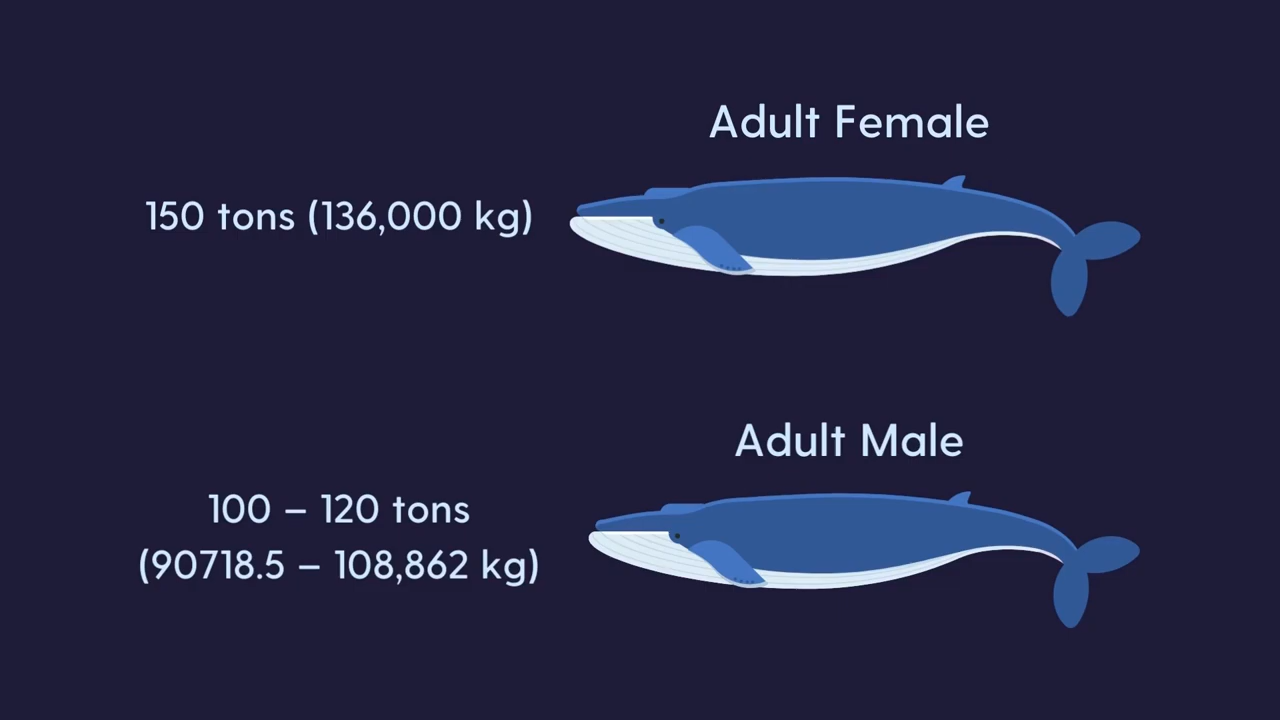 Adult Female
150 tons (136,000 kg)
Adult Male
100 – 120 tons
(90718.5 – 108,862 kg)